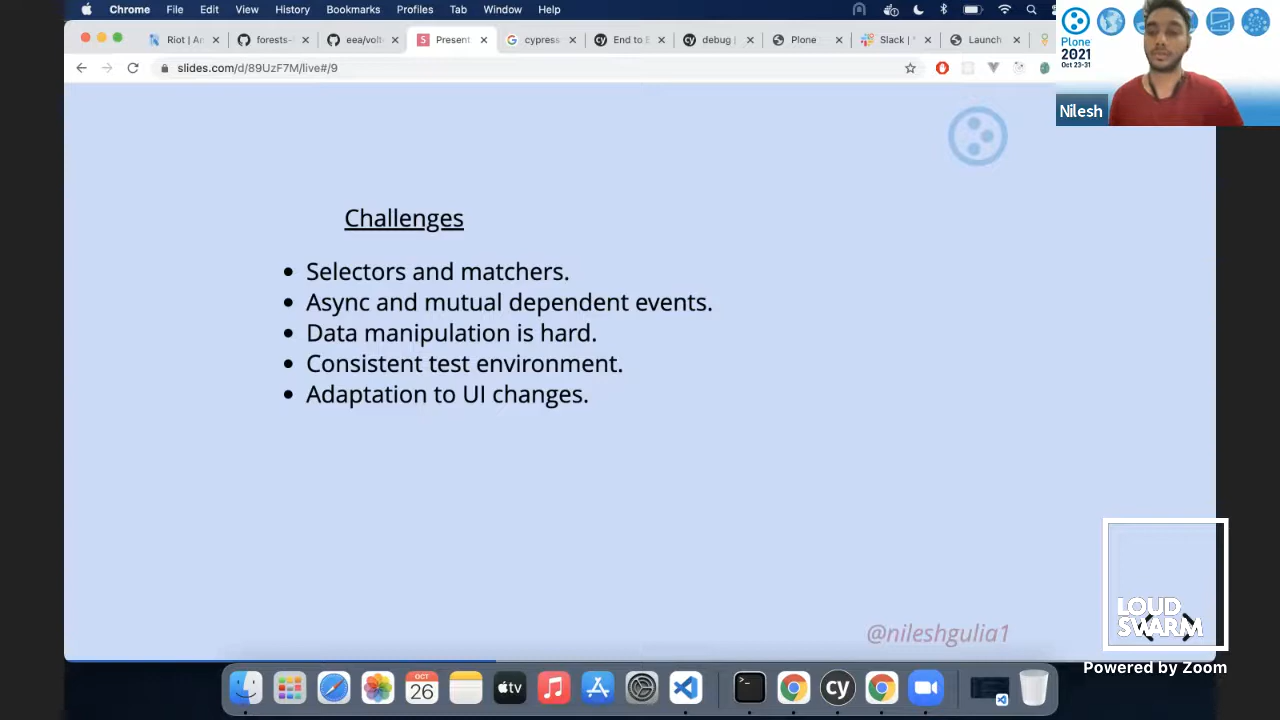 Chrome File Edit View History Bookmarks Profiles Tab Window Help
Riot | Ar forests- eea/volt Present cypress End to E debug | Plone Slack | * Launch
slides.com/d/89UzF7M/live#/9
Plone
2021
Oct 23-31
Nilesh
Challenges
Selectors and matchers.
Async and mutual dependent events.
Data manipulation is hard.
Consistent test environment.
Adaptation to UI changes.
@nileshgulia1
LOUD
SWARM
Powered by Zoom
OCT
26
tv
cy